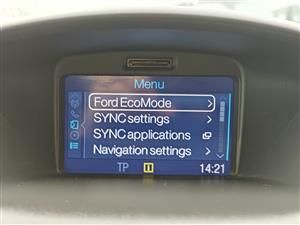 Menu
Ford EcoMode
SYNC settings
SYNC applications
Navigation settings
TP i 14:21